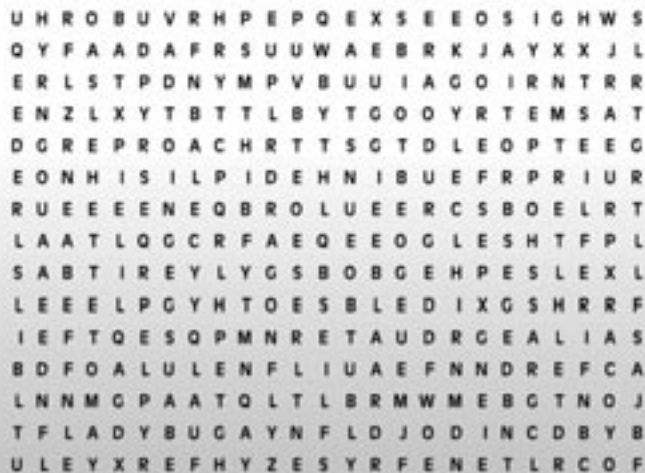 U H R O B U V R H P E P Q E X S E E O S I G H W S
Q Y F A A D A F R S U U W A E B R K J A Y X X J L
E R L S T P D N Y M P V B U U I A G O I R N T R R
E N Z L X Y T B T T L B Y T G O O Y R T E M S A T
D G R E P R O A C H R T T S G T D L E O P T E E G
E O N H I S I L P I D E H N I B U E F R P R I U R
R U E E E E N E Q B R O L U E E R C S B O E L R T
L A A T L Q G C R F A E Q E E O G L E S H T F P L
S A B T I R E Y L Y G S B O B G E H P E S L E X L
L E E E L P G Y H T O E S B L E D I X G S H R R F
I E F T Q E S Q P M N R E T A U D R G E A L I A S
B D F O A L U L E N F L I U A E F N N D R E F C A
L N N M G P A A T Q L T L B R M W M E B G T N O J
T F L A D Y B U G A Y N F L D J O D I N C D B Y B
U L E Y X R E F H Y Z E S Y R F E N E T L R C O F